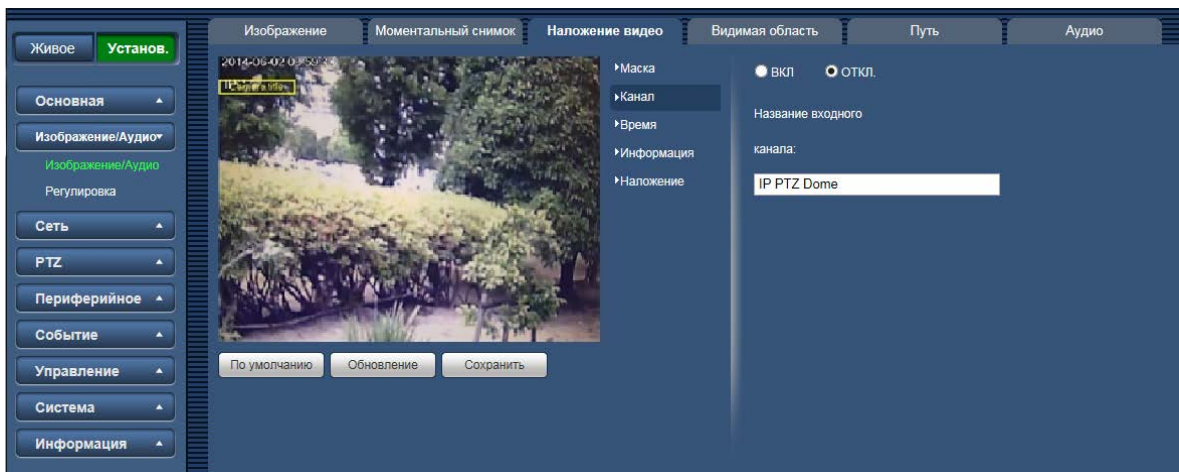 Живое
Установ.
Основная
Изображение/Аудио
Изображение/Аудио
Регулировка
Сеть
PTZ
Периферийное
Событие
Управление
Система
Информация
Изображение
Моментальный снимок
Наложение видео
Видимая область
Путь
Аудио
По умолчанию
Обновление
Сохранить
Маска
Канал
Время
Информация
Наложение
ВКЛ
ОТКЛ.
Название входного
канала:
IP PTZ Dome